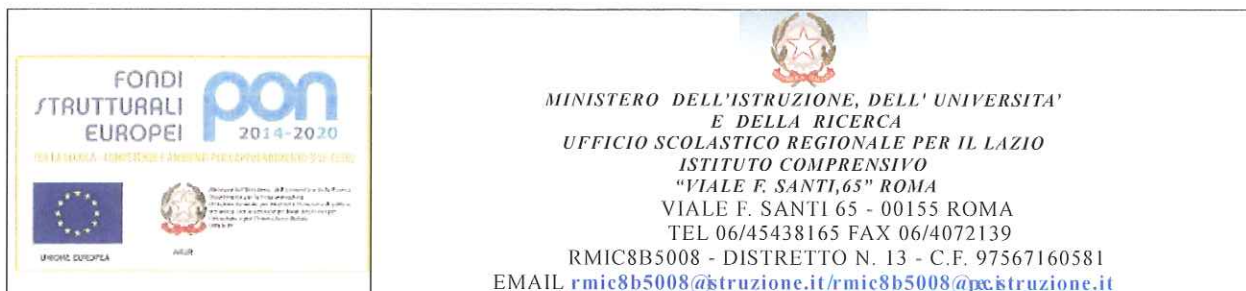 FONDI
STRUTTURALI
EUROPEI
pon
2014-2020
UNIONE EUROPEA
MIUR
MINISTERO DELL'ISTRUZIONE, DELL' UNIVERSITA'
E DELLA RICERCA
UFFICIO SCOLASTICO REGIONALE PER IL LAZIO
ISTITUTO COMPRENSIVO
“VIALE F. SANTI,65” ROMA
VIALE F. SANTI 65 - 00155 ROMA
TEL 06/45438165 FAX 06/4072139
RMIC8B5008 - DISTRETTO N. 13 - C.F. 97567160581
EMAIL rmic8b5008@istruzione.it/rmic8b5008@pec.istruzione.it